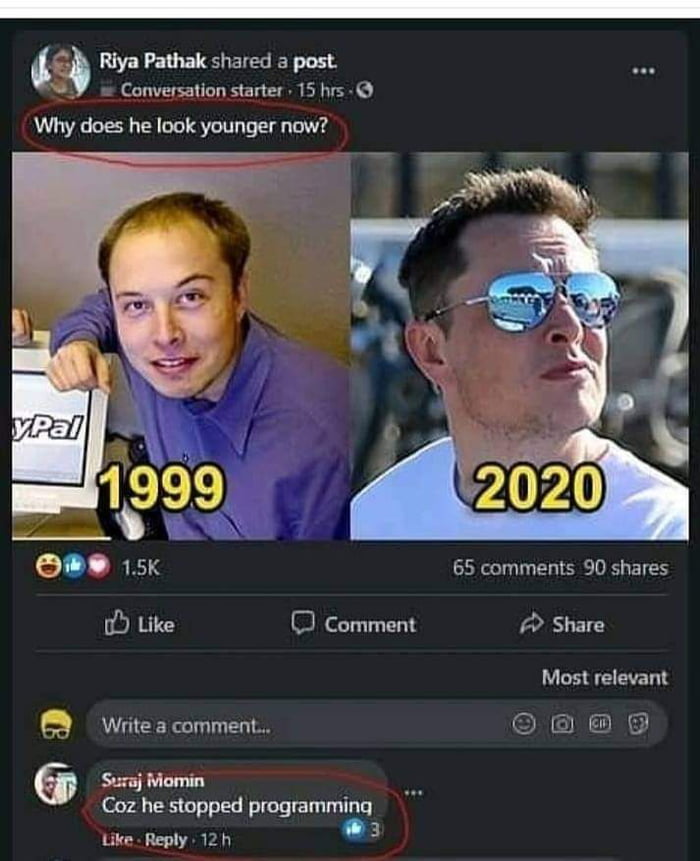 Riya Pathak shared a post.
Conversation starter · 15 hrs ·
Why does he look younger now?
yPal
1999
2020
1.5K
65 comments 90 shares
Like
Comment
Share
Most relevant
Write a comment...
GIF
Suraj Momin
Coz he stopped programming
3
Like · Reply · 12 h